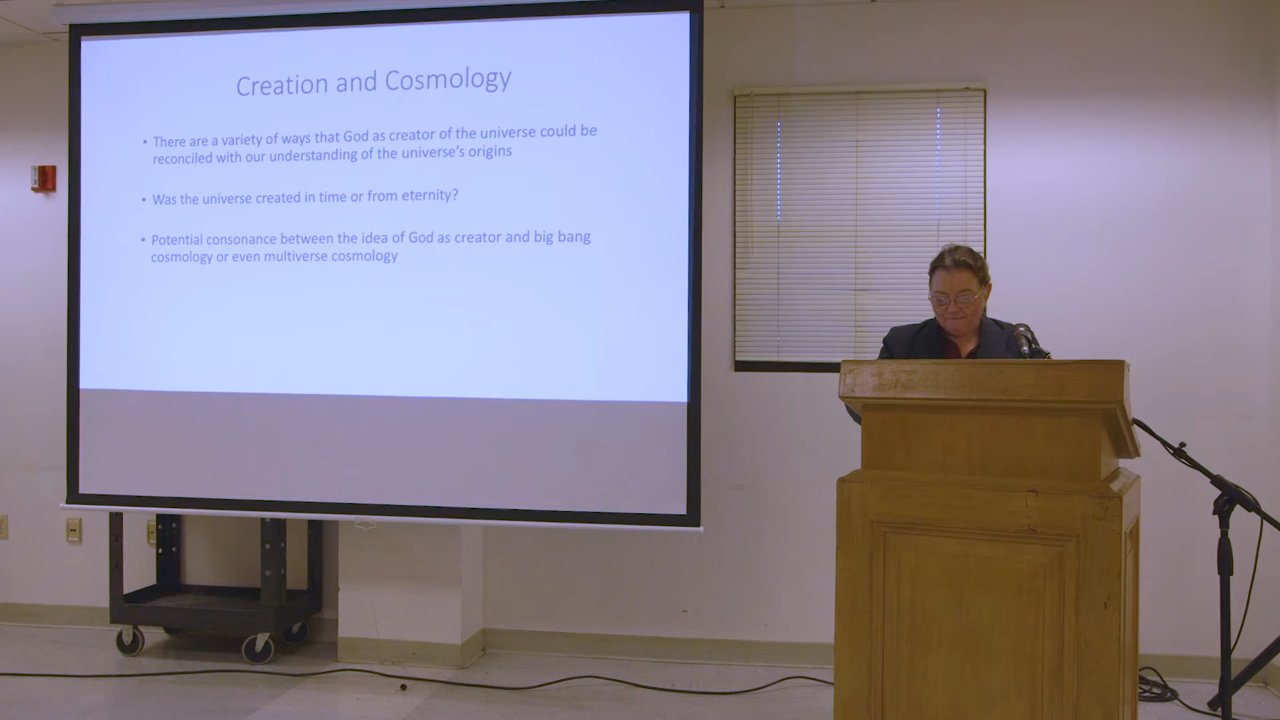 Creation and Cosmology
• There are a variety of ways that God as creator of the universe could be
reconciled with our understanding of the universe's origins
• Was the universe created in time or from eternity?
• Potential consonance between the idea of God as creator and big bang
cosmology or even multiverse cosmology